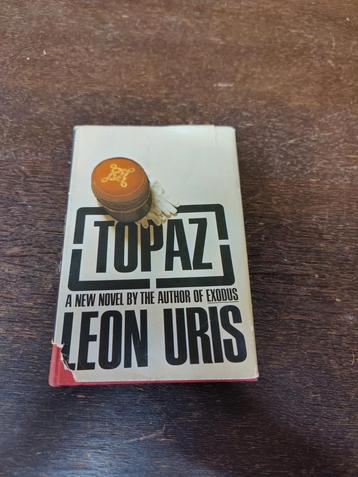 TOPAZ
A NEW NOVEL BY THE AUTHOR OF EXODUS
LEON URIS